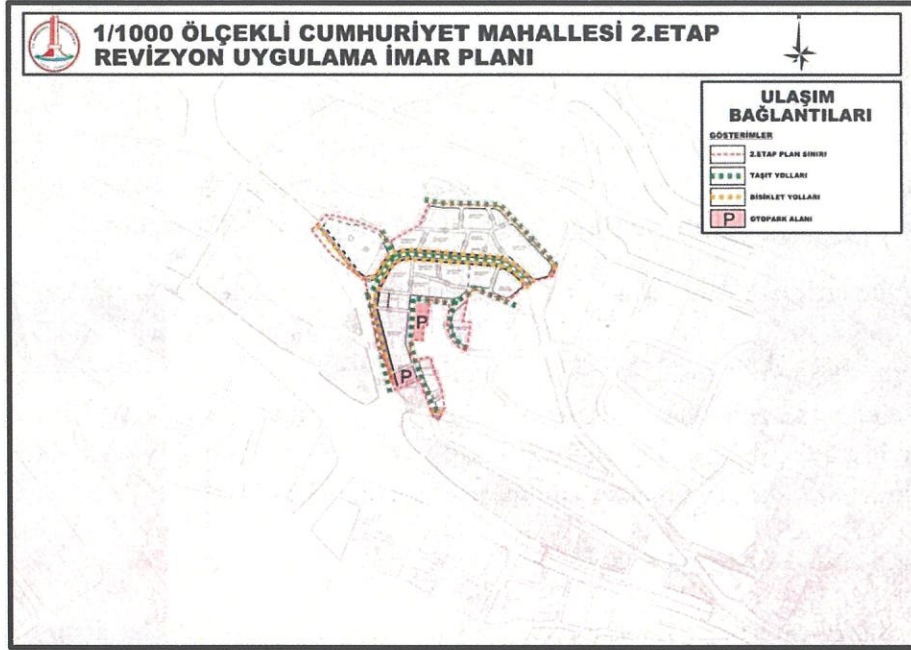 1/1000 ÖLÇEKLİ CUMHURİYET MAHALLESİ 2.ETAP
REVİZYON UYGULAMA İMAR PLANI
ULAŞIM
BAĞLANTILARI
GÖSTERİMLER
2.ETAP PLAN SINIRI
TAŞIT YOLLARI
BİSİKLET YOLLARI
P OTOPARK ALANI
P
P